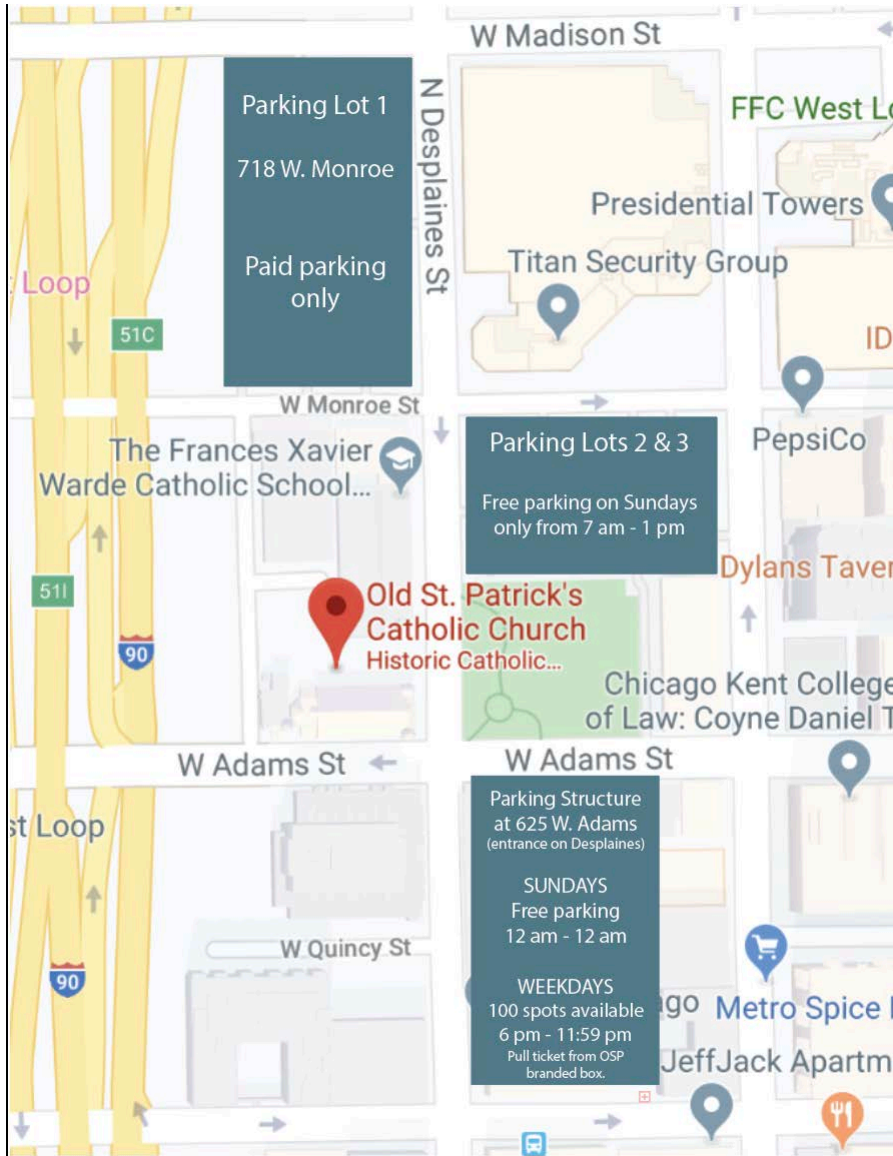 W Madison St
Parking Lot 1
718 W. Monroe
Paid parking
only
N Desplaines St
FFC West Lo
Presidential Towers
Titan Security Group
Loop
51C
ID
W Monroe St
The Frances Xavier
Warde Catholic School...
Parking Lots 2 & 3
Free parking on Sundays
only from 7 am - 1 pm
PepsiCo
Dylans Taver
51I
90
Old St. Patrick's
Catholic Church
Historic Catholic...
Chicago Kent College
of Law: Coyne Daniel T
W Adams St
W Adams St
Parking Structure
at 625 W. Adams
(entrance on Desplaines)
SUNDAYS
Free parking
12 am - 12 am
WEEKDAYS
100 spots available
6 pm - 11:59 pm
Pull ticket from OSP
branded box.
st Loop
W Quincy St
90
ago
Metro Spice
JeffJack Apartm